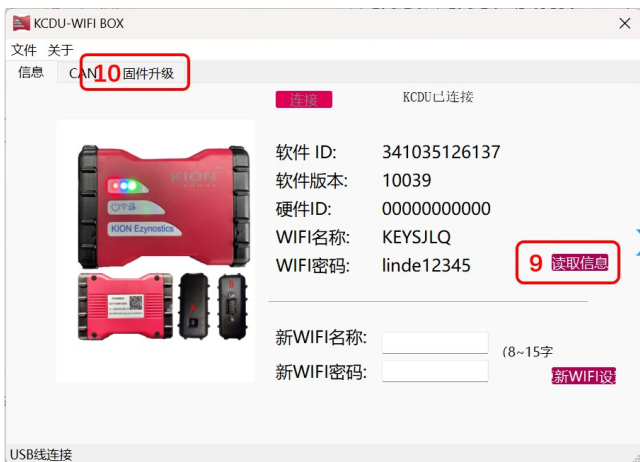 KCDU-WIFI BOX
文件 关于
信息 CAN 10 固件升级
连接 KCDU已连接
KION
KION Ezynostics
软件 ID: 341035126137
软件版本: 10039
硬件ID: 00000000000
WIFI名称: KEYSJLQ
WIFI密码: linde12345
9 读取信息
新WIFI名称:
(8~15字
新WIFI密码:
新WIFI设
USB线连接